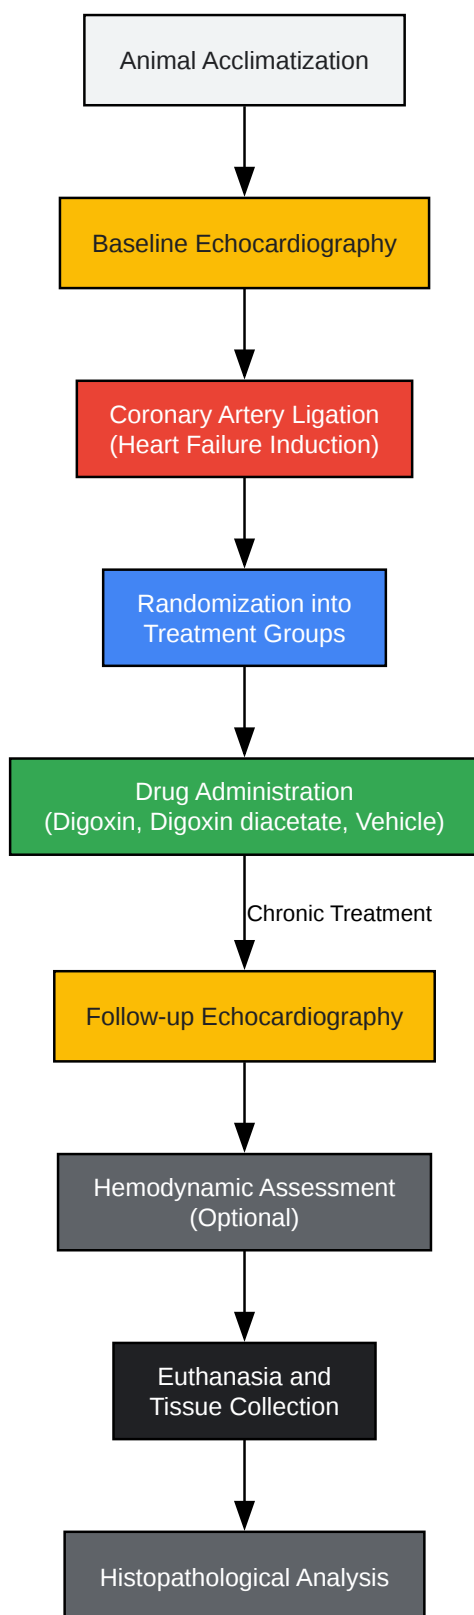 Animal Acclimatization
Baseline Echocardiography
Coronary Artery Ligation
(Heart Failure Induction)
Randomization into
Treatment Groups
Drug Administration
(Digoxin, Digoxin diacetate, Vehicle)
Chronic Treatment
Follow-up Echocardiography
Hemodynamic Assessment
(Optional)
Euthanasia and
Tissue Collection
Histopathological Analysis